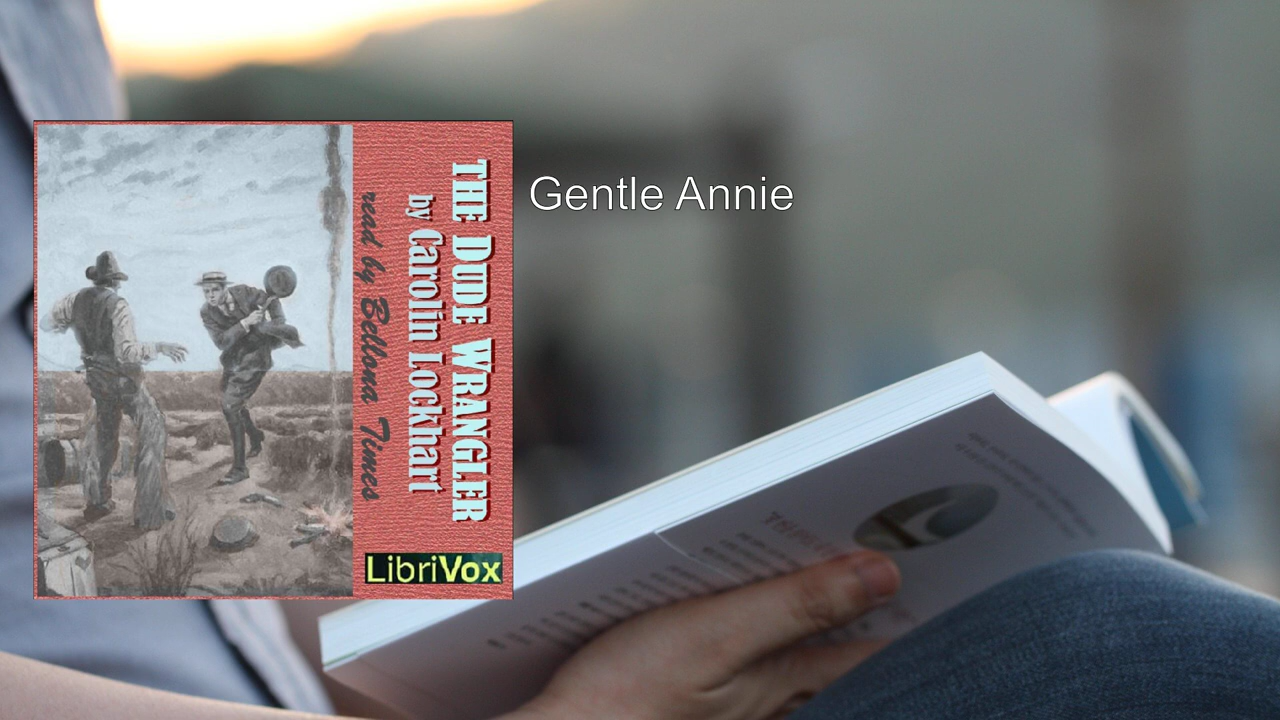 THE DUDE WRANGLER
by Carolin Lockhart
read by Bellona Times
LibriVox
Gentle Annie